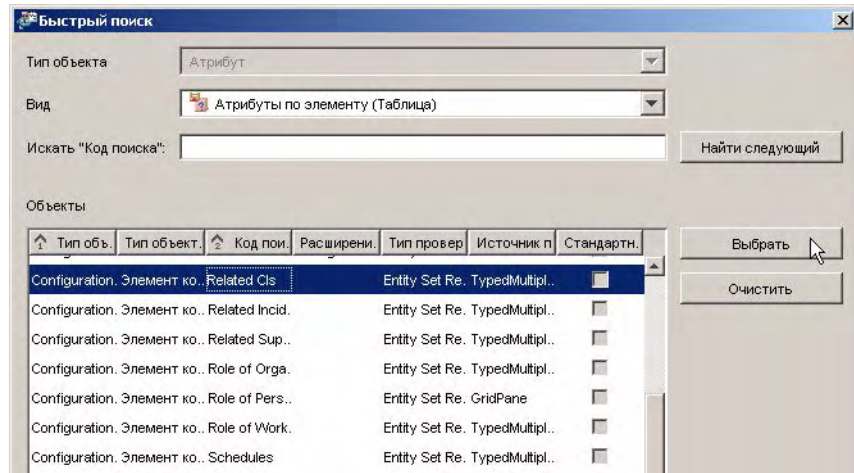 Быстрый поиск
Тип объекта Атрибут
Вид Атрибуты по элементу (Таблица)
Искать "Код поиска": Найти следующий
Объекты
1 Тип объ. Тип объект. 2 Код пои. Расширени. Тип провер Источник п Стандартн. Выбрать
Configuration. Элемент ко.. Related CIs Entity Set Re. TypedMultipl.. Очистить
Configuration. Элемент ко.. Related Incid. Entity Set Re. TypedMultipl..
Configuration. Элемент ко.. Related Sup.. Entity Set Re. TypedMultipl..
Configuration. Элемент ко.. Role of Orga. Entity Set Re. TypedMultipl..
Configuration. Элемент ко.. Role of Pers.. Entity Set Re. GridPane
Configuration. Элемент ко.. Role of Work. Entity Set Re. TypedMultipl..
Configuration. Элемент ко.. Schedules Entity Set Re. TypedMultipl..